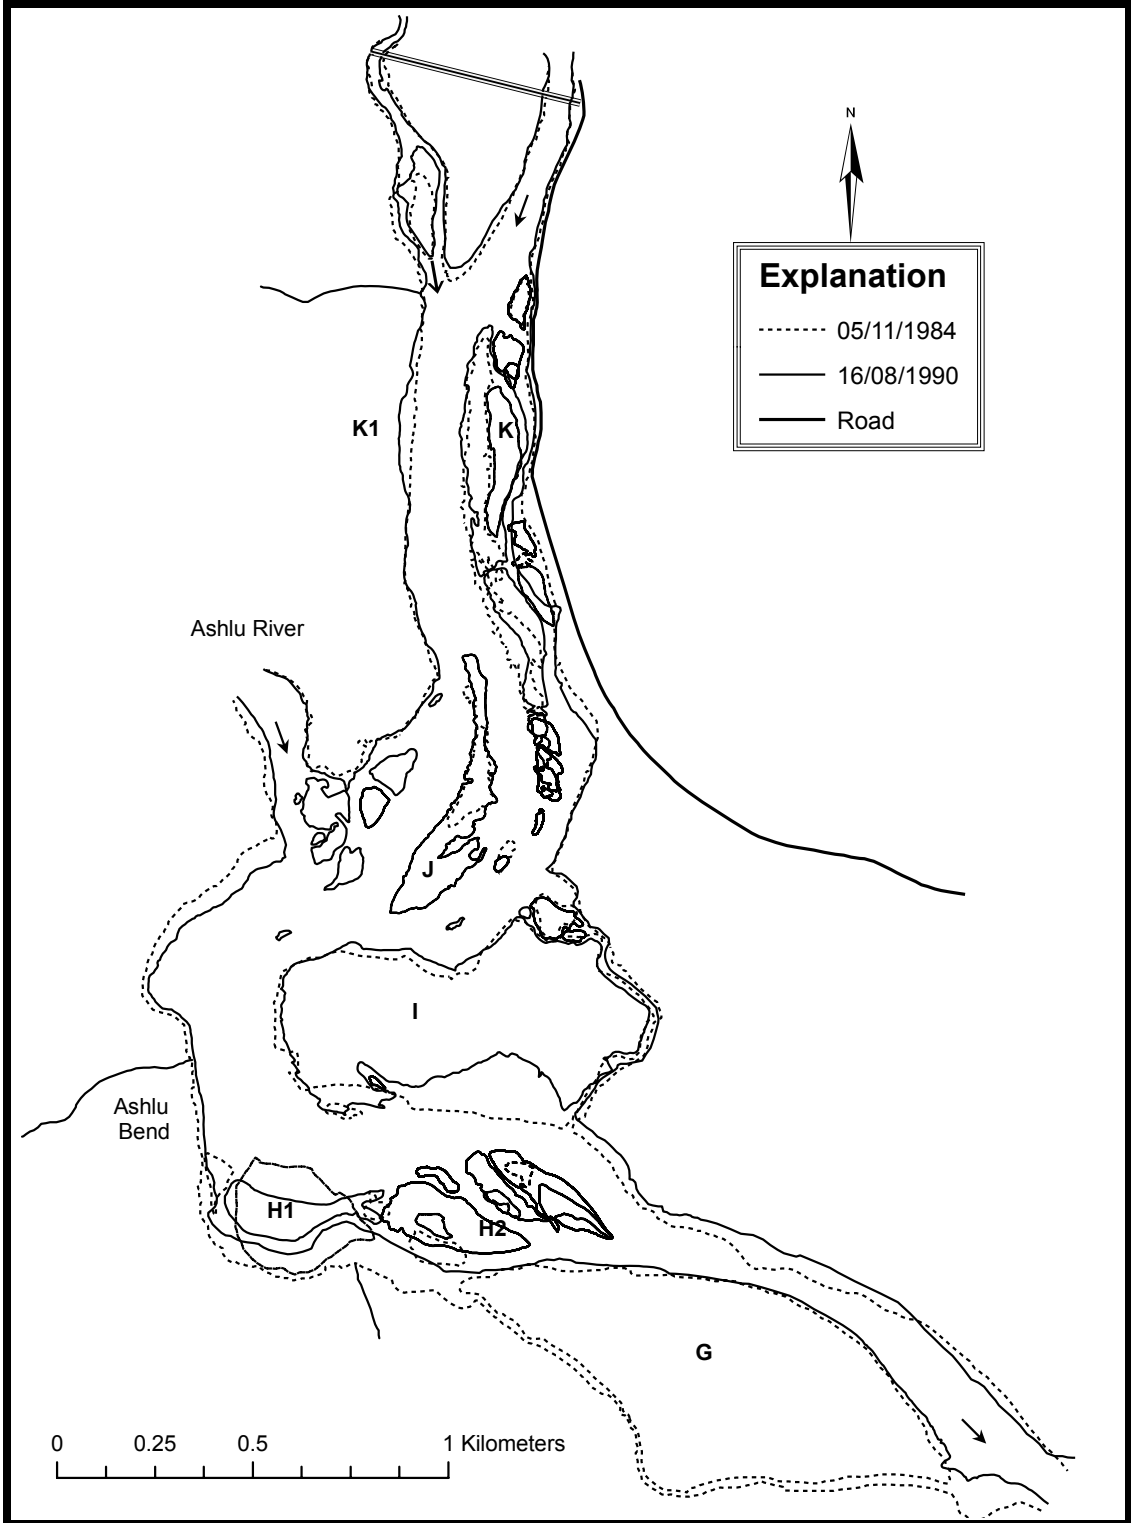 N
Explanation
05/11/1984
16/08/1990
Road
K1
K
Ashlu River
J
I
Ashlu
Bend
H1
H2
G
0 0.25 0.5 1 Kilometers